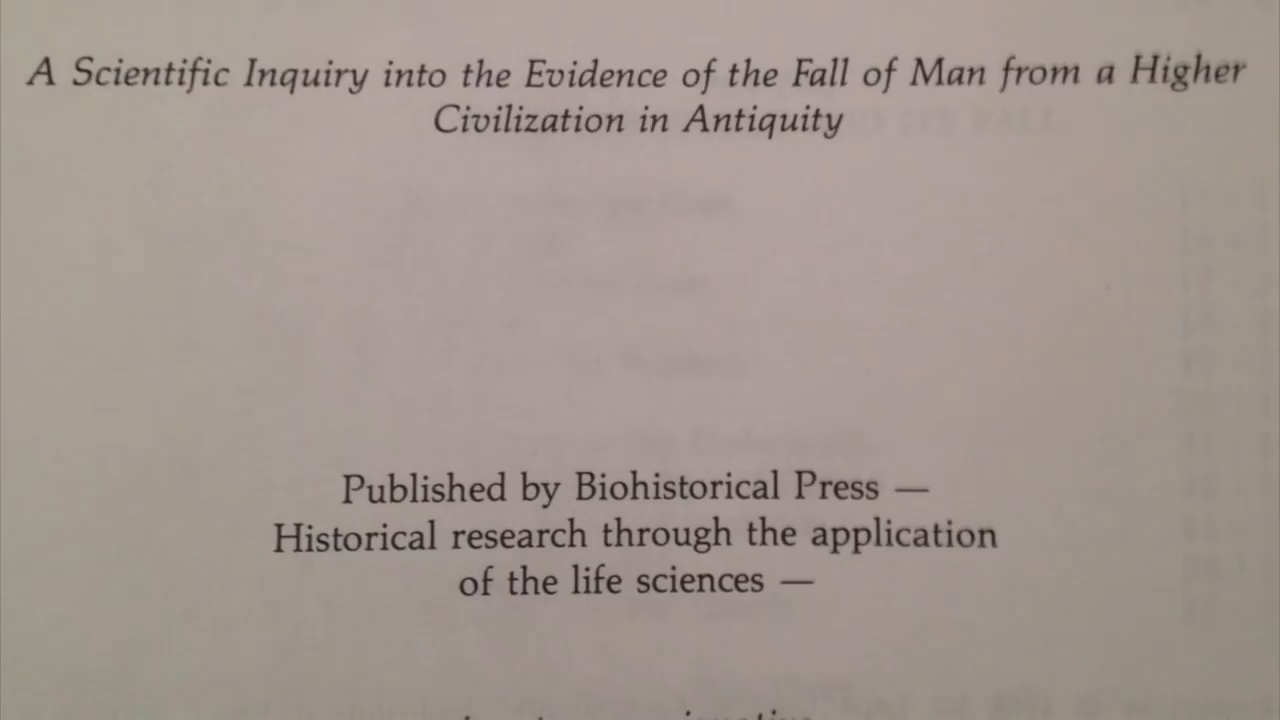 A Scientific Inquiry into the Evidence of the Fall of Man from a Higher
Civilization in Antiquity
Published by Biohistorical Press —
Historical research through the application
of the life sciences —